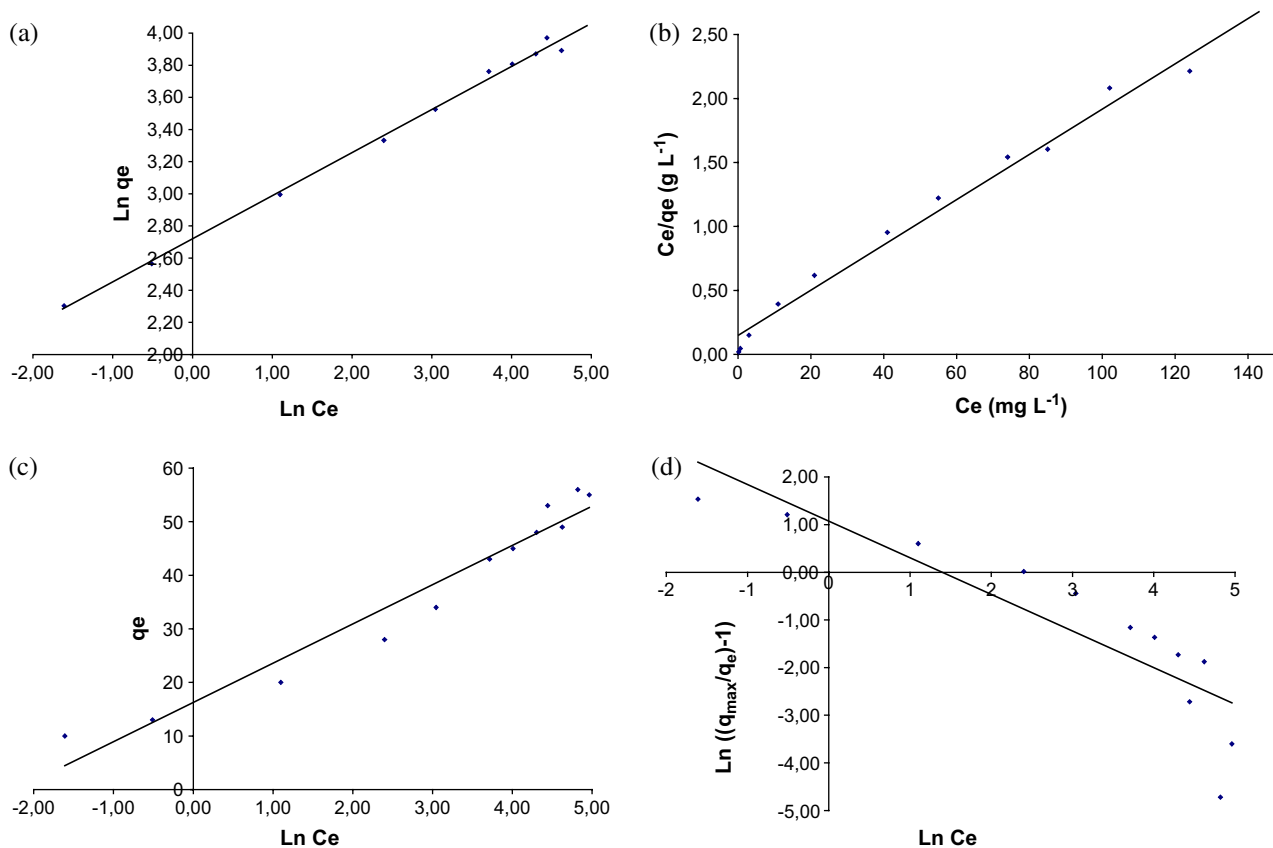 (a)
4,00
3,80
3,60
3,40
3,20
3,00
2,80
2,60
2,40
2,20
2,00
Ln qe
-2,00 -1,00 0,00 1,00 2,00 3,00 4,00 5,00
Ln Ce
(b)
2,50
2,00
1,50
1,00
0,50
0,00
Ce/qe (g L-1)
0 20 40 60 80 100 120 140
Ce (mg L-1)
(c)
60
50
40
30
20
10
0
qe
-2,00 -1,00 0,00 1,00 2,00 3,00 4,00 5,00
Ln Ce
(d)
2,00
1,00
0,00
-1,00
-2,00
-3,00
-4,00
-5,00
Ln ((qmax/qe)-1)
-2 -1 0 1 2 3 4 5
Ln Ce